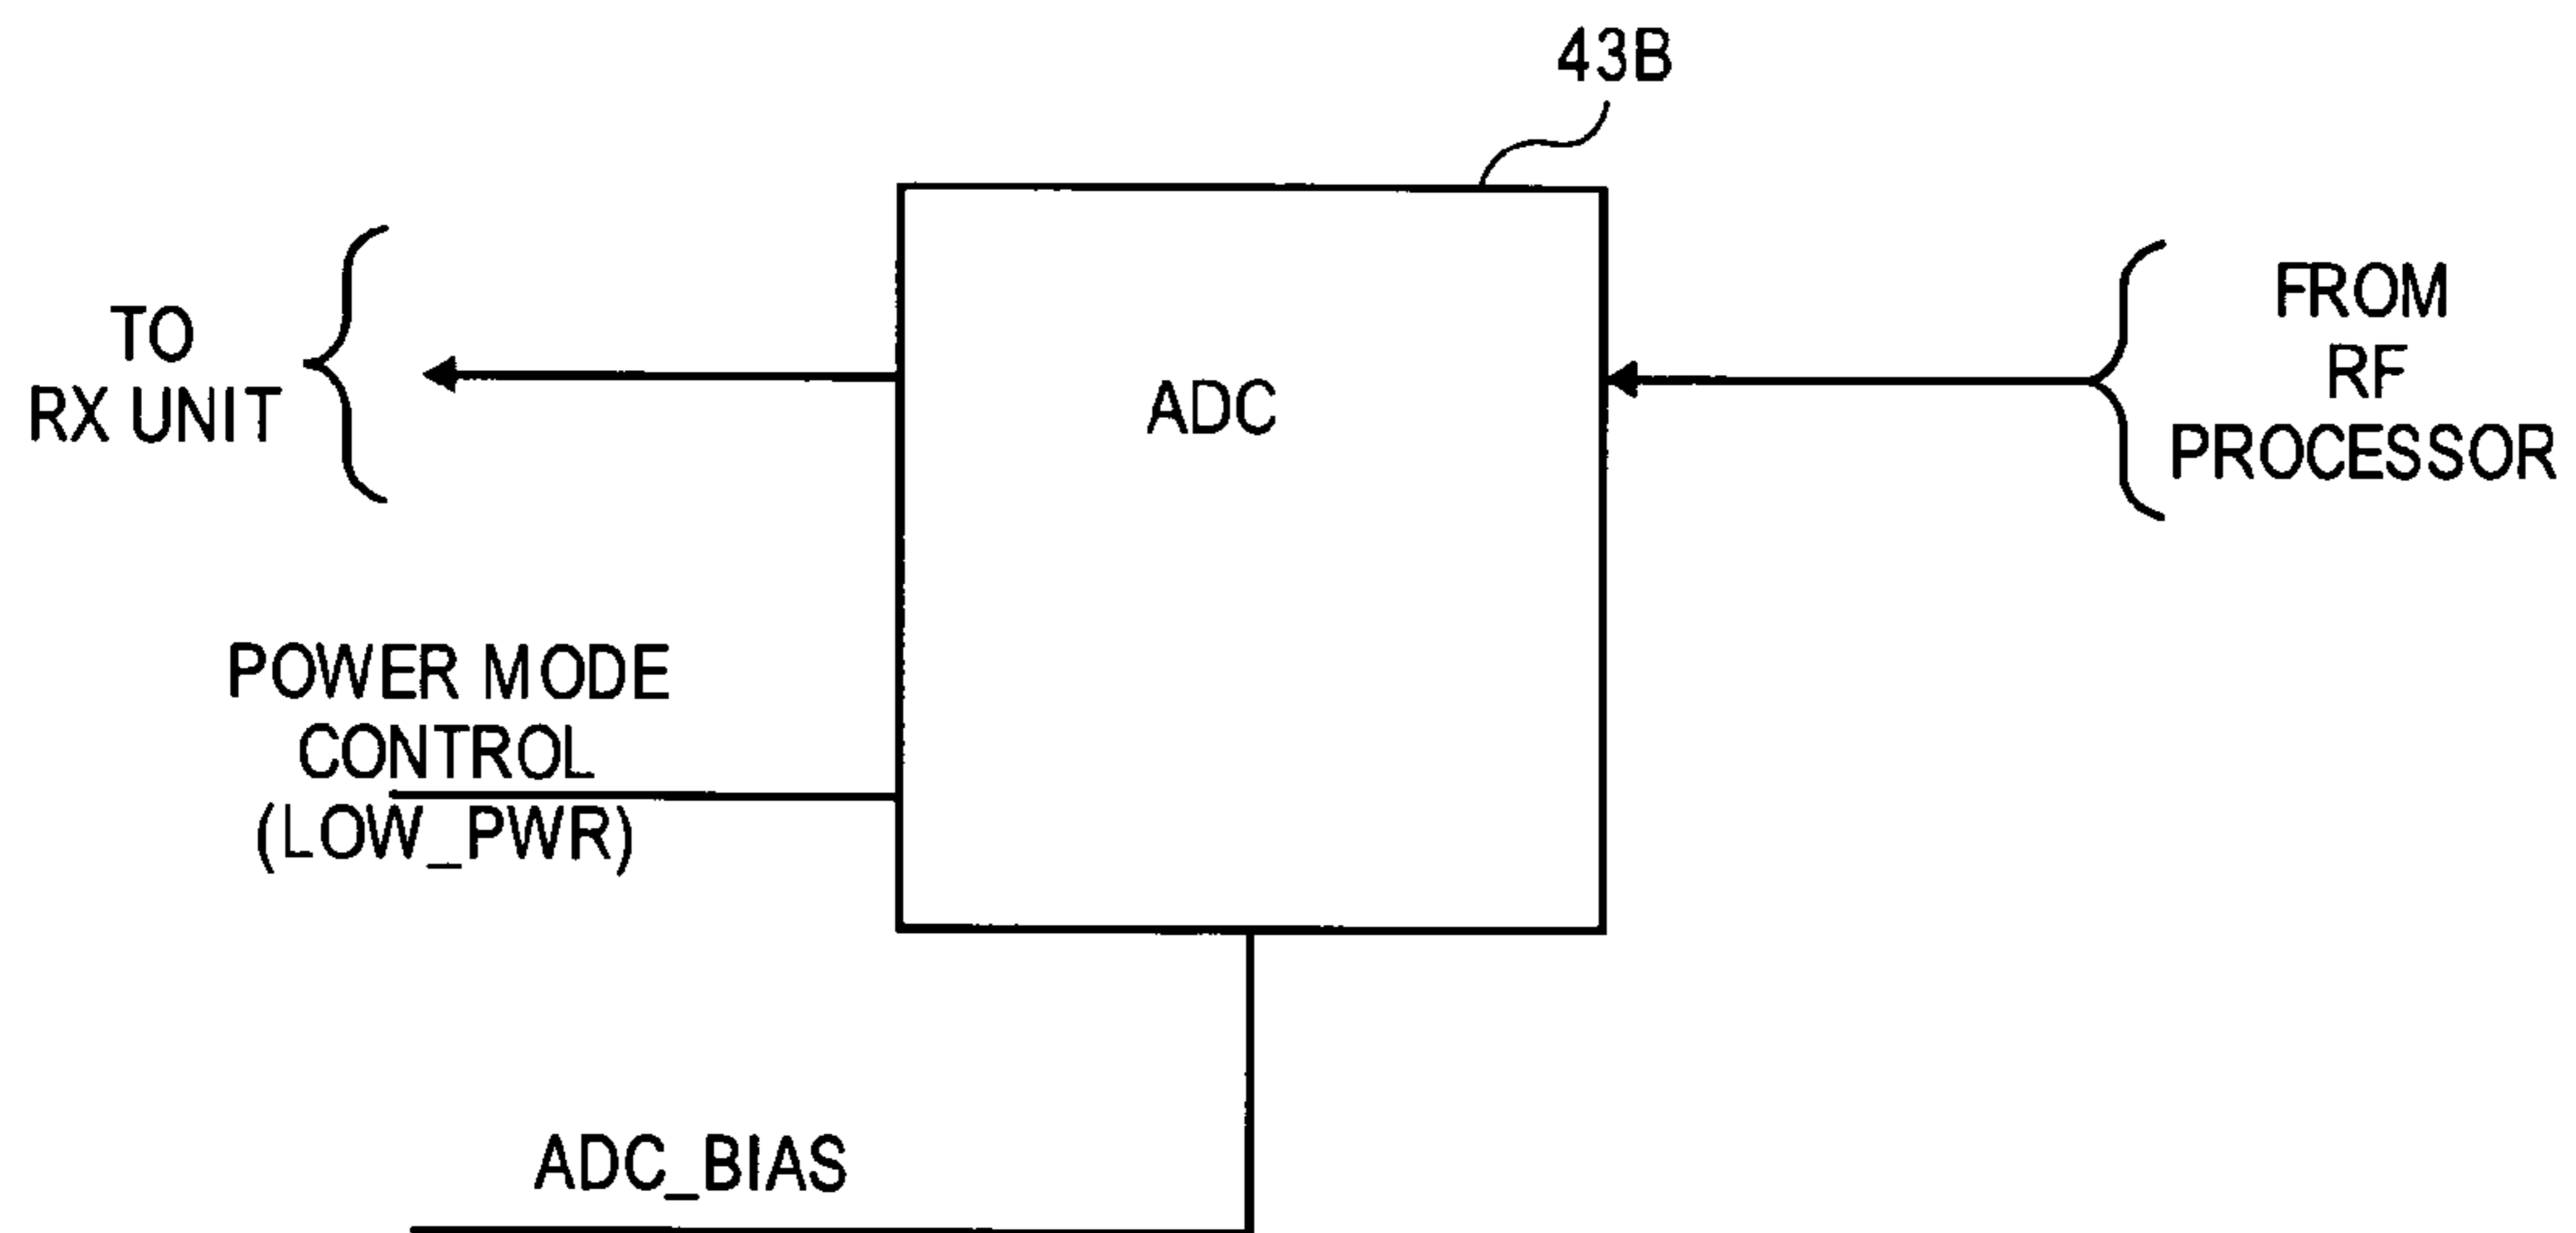 43B
TO
RX UNIT
ADC
FROM
RF
PROCESSOR
POWER MODE
CONTROL
(LOW_PWR)
ADC_BIAS